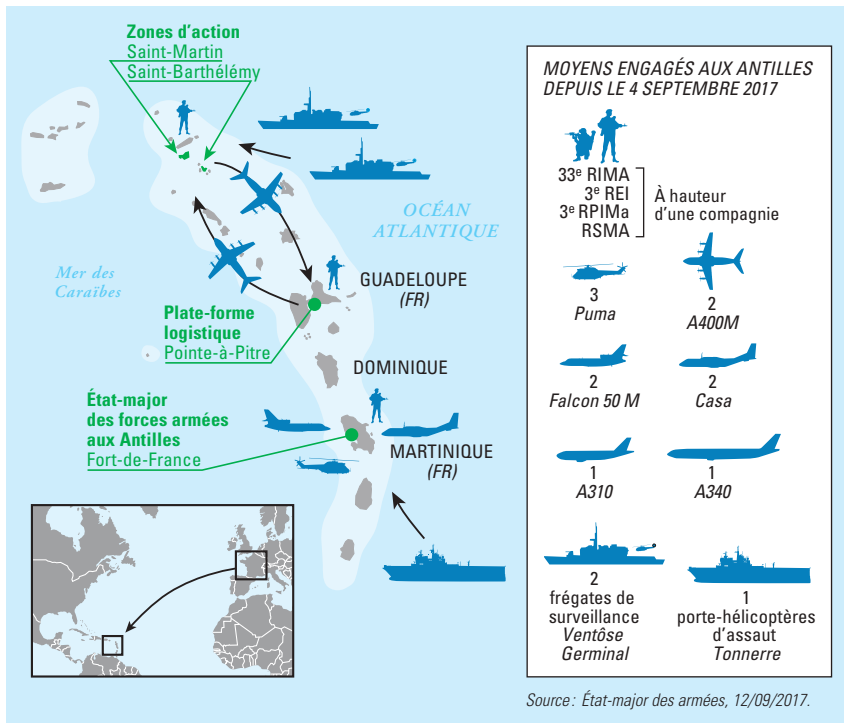 Zones d'action
Saint-Martin
Saint-Barthélémy
OCÉAN
ATLANTIQUE
Mer des
Caraïbes
GUADELOUPE
(FR)
Plate-forme
logistique
Pointe-à-Pitre
DOMINIQUE
État-major
des forces armées
aux Antilles
Fort-de-France
MARTINIQUE
(FR)
MOYENS ENGAGÉS AUX ANTILLES
DEPUIS LE 4 SEPTEMBRE 2017
33e RIMA
3e REI
3e RPIMa
RSMA
À hauteur
d'une compagnie
3
Puma
2
A400M
2
Falcon 50 M
2
Casa
1
A310
1
A340
2
frégates de
surveillance
Ventôse
Germinal
1
porte-hélicoptères
d'assaut
Tonnerre
Source : État-major des armées, 12/09/2017.